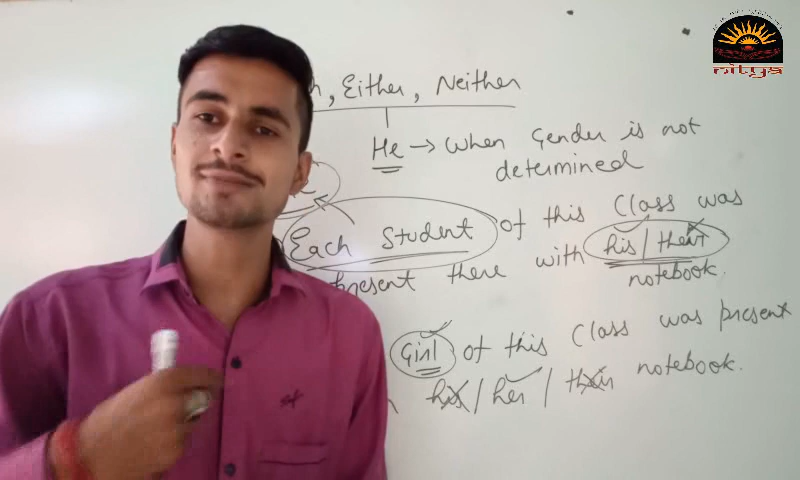 nitya
, Either, Neither
He → when Gender is not
determined
Each Student of this Class was
present there with his / their
notebook.
Girl of this Class was present
his / her / their notebook.